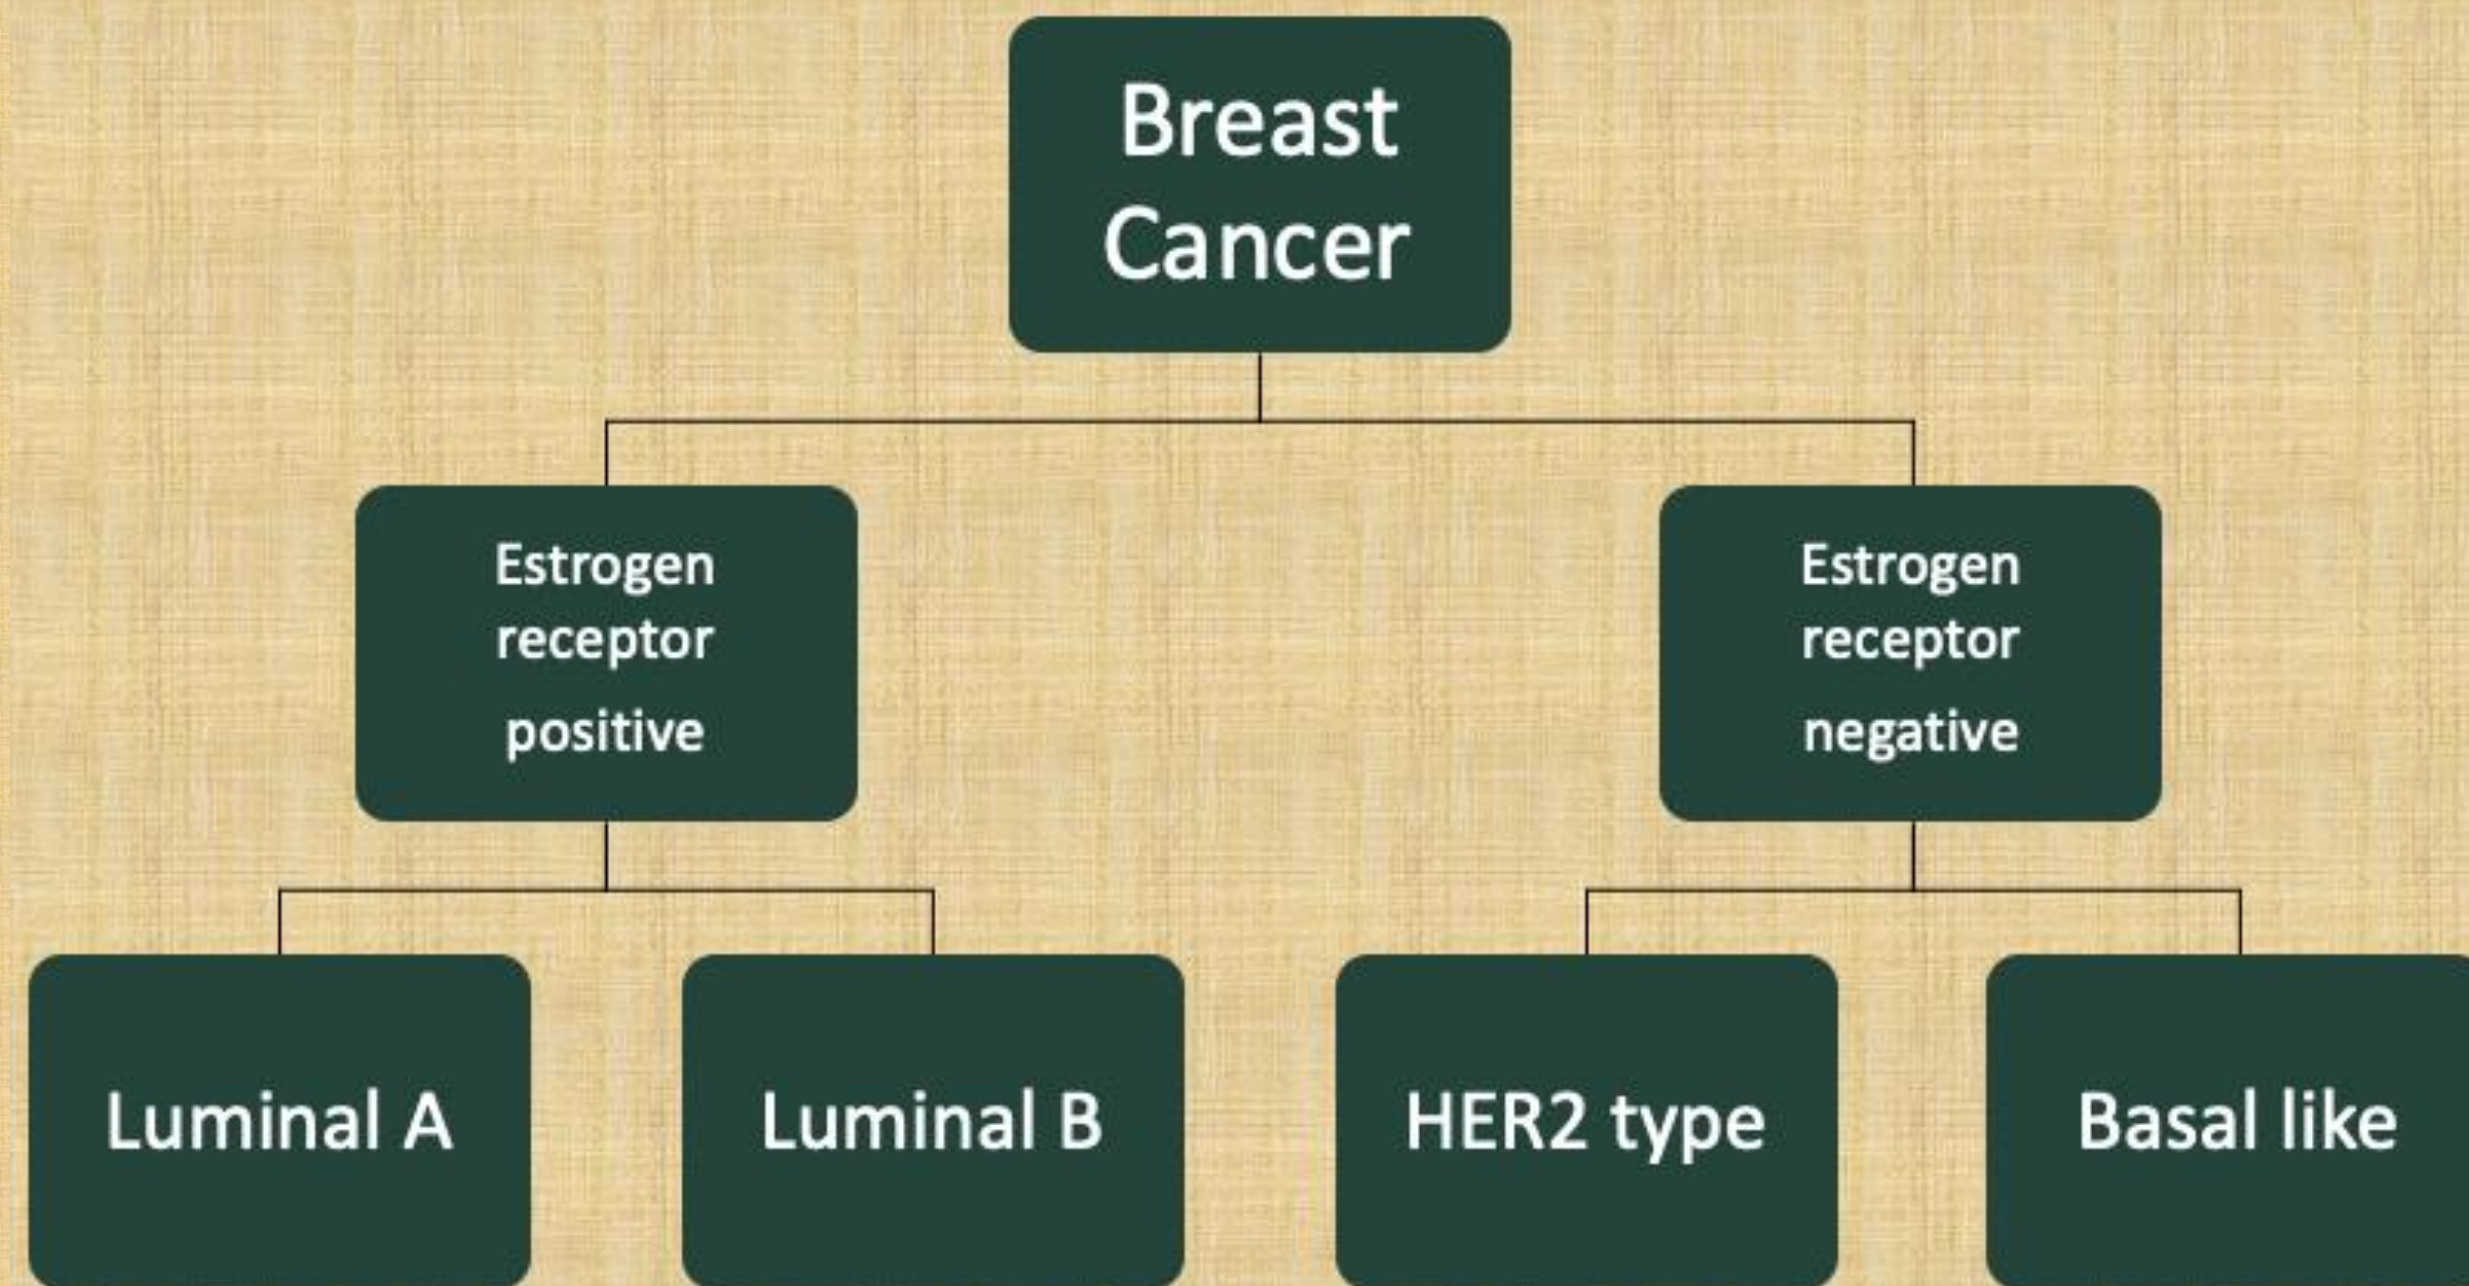 Breast
Cancer
Estrogen
receptor
positive
Estrogen
receptor
negative
Luminal A
Luminal B
HER2 type
Basal like